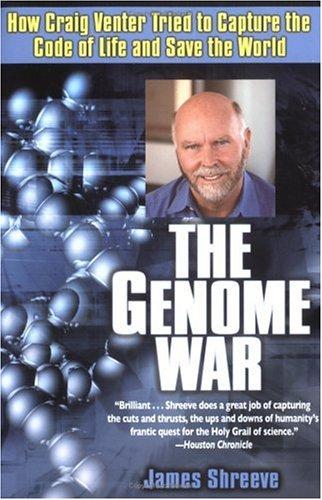 How Craig Venter Tried to Capture the
Code of Life and Save the World
THE
GENOME
WAR
"Brilliant . . . Shreeve does a great job of capturing
the cuts and thrusts, the ups and downs of humanity's
frantic quest for the Holy Grail of science."
—Houston Chronicle
James Shreeve
Copyrighted Material